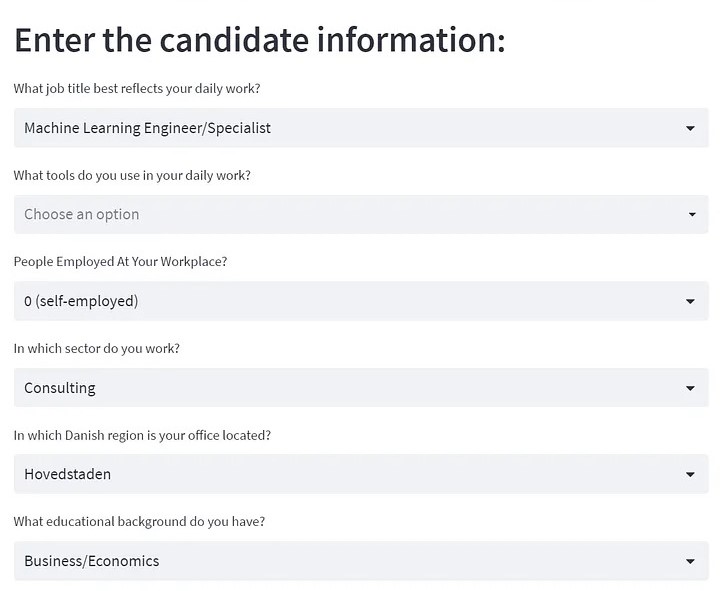 Enter the candidate information:
What job title best reflects your daily work?
Machine Learning Engineer/Specialist
What tools do you use in your daily work?
Choose an option
People Employed At Your Workplace?
0 (self-employed)
In which sector do you work?
Consulting
In which Danish region is your office located?
Hovedstaden
What educational background do you have?
Business/Economics